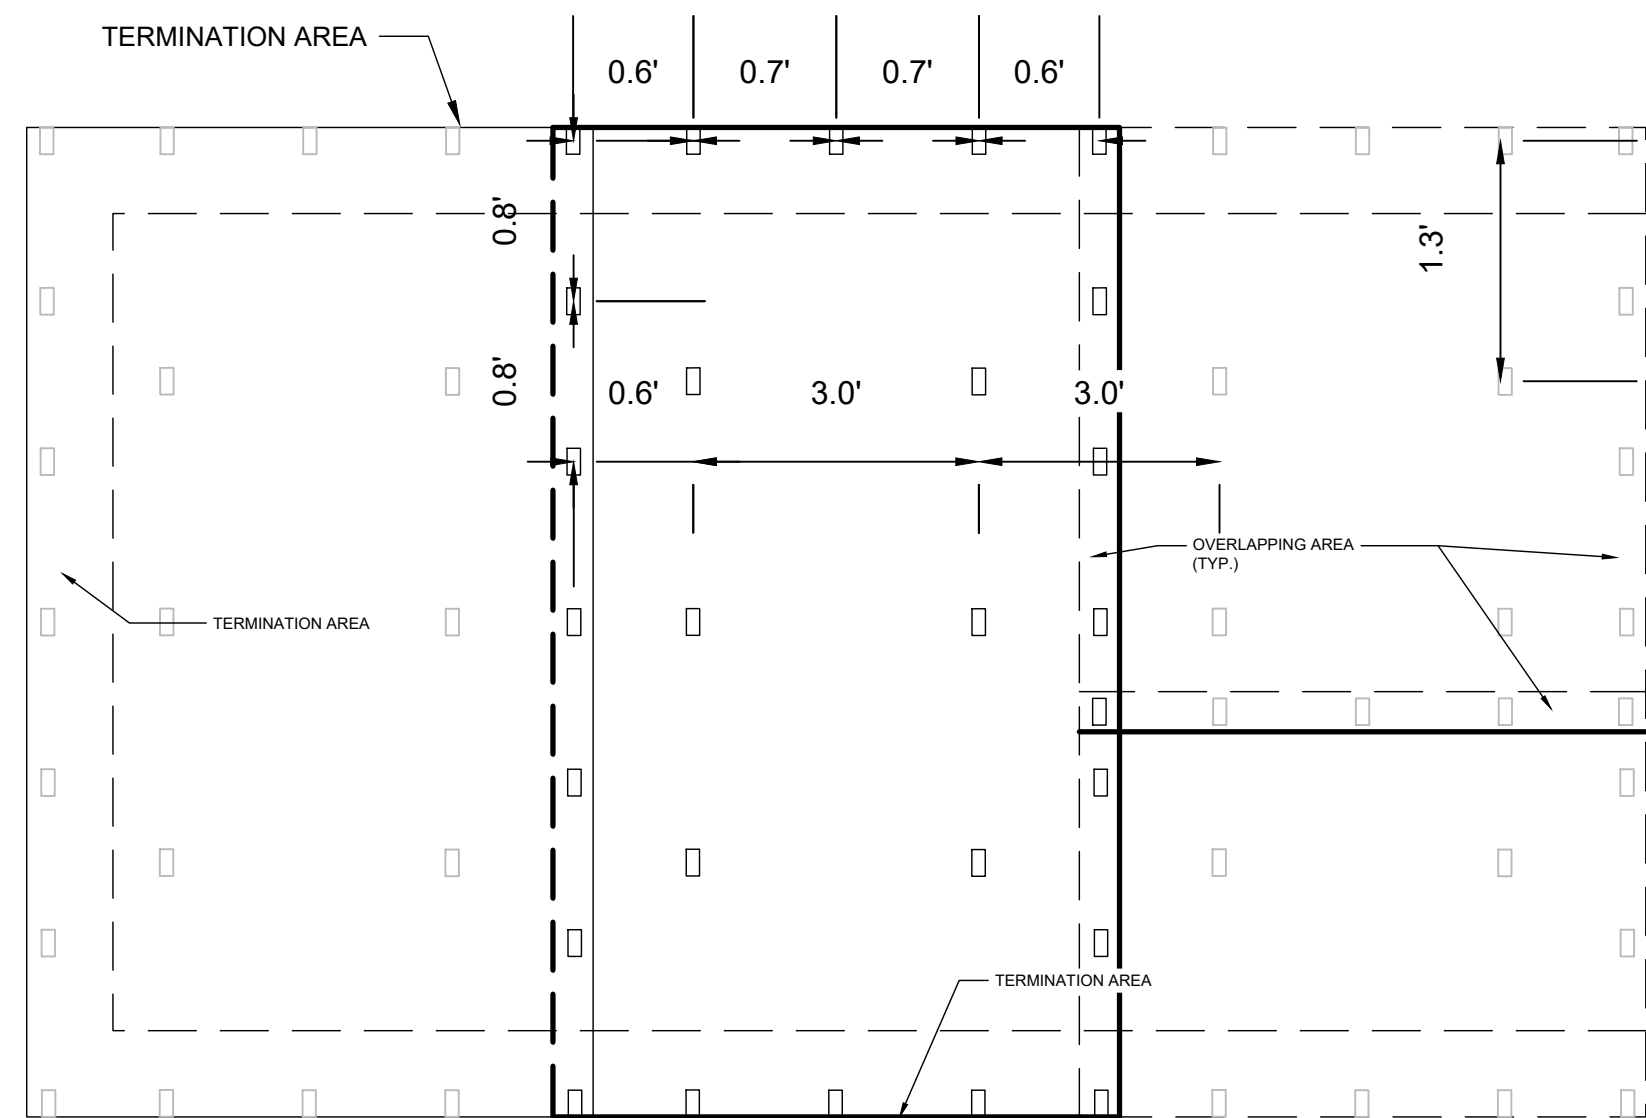 TERMINATION AREA
0.6' 0.7' 0.7' 0.6'
0.8'
1.3'
0.8'
0.6' 3.0' 3.0'
OVERLAPPING AREA
(TYP.)
TERMINATION AREA
TERMINATION AREA